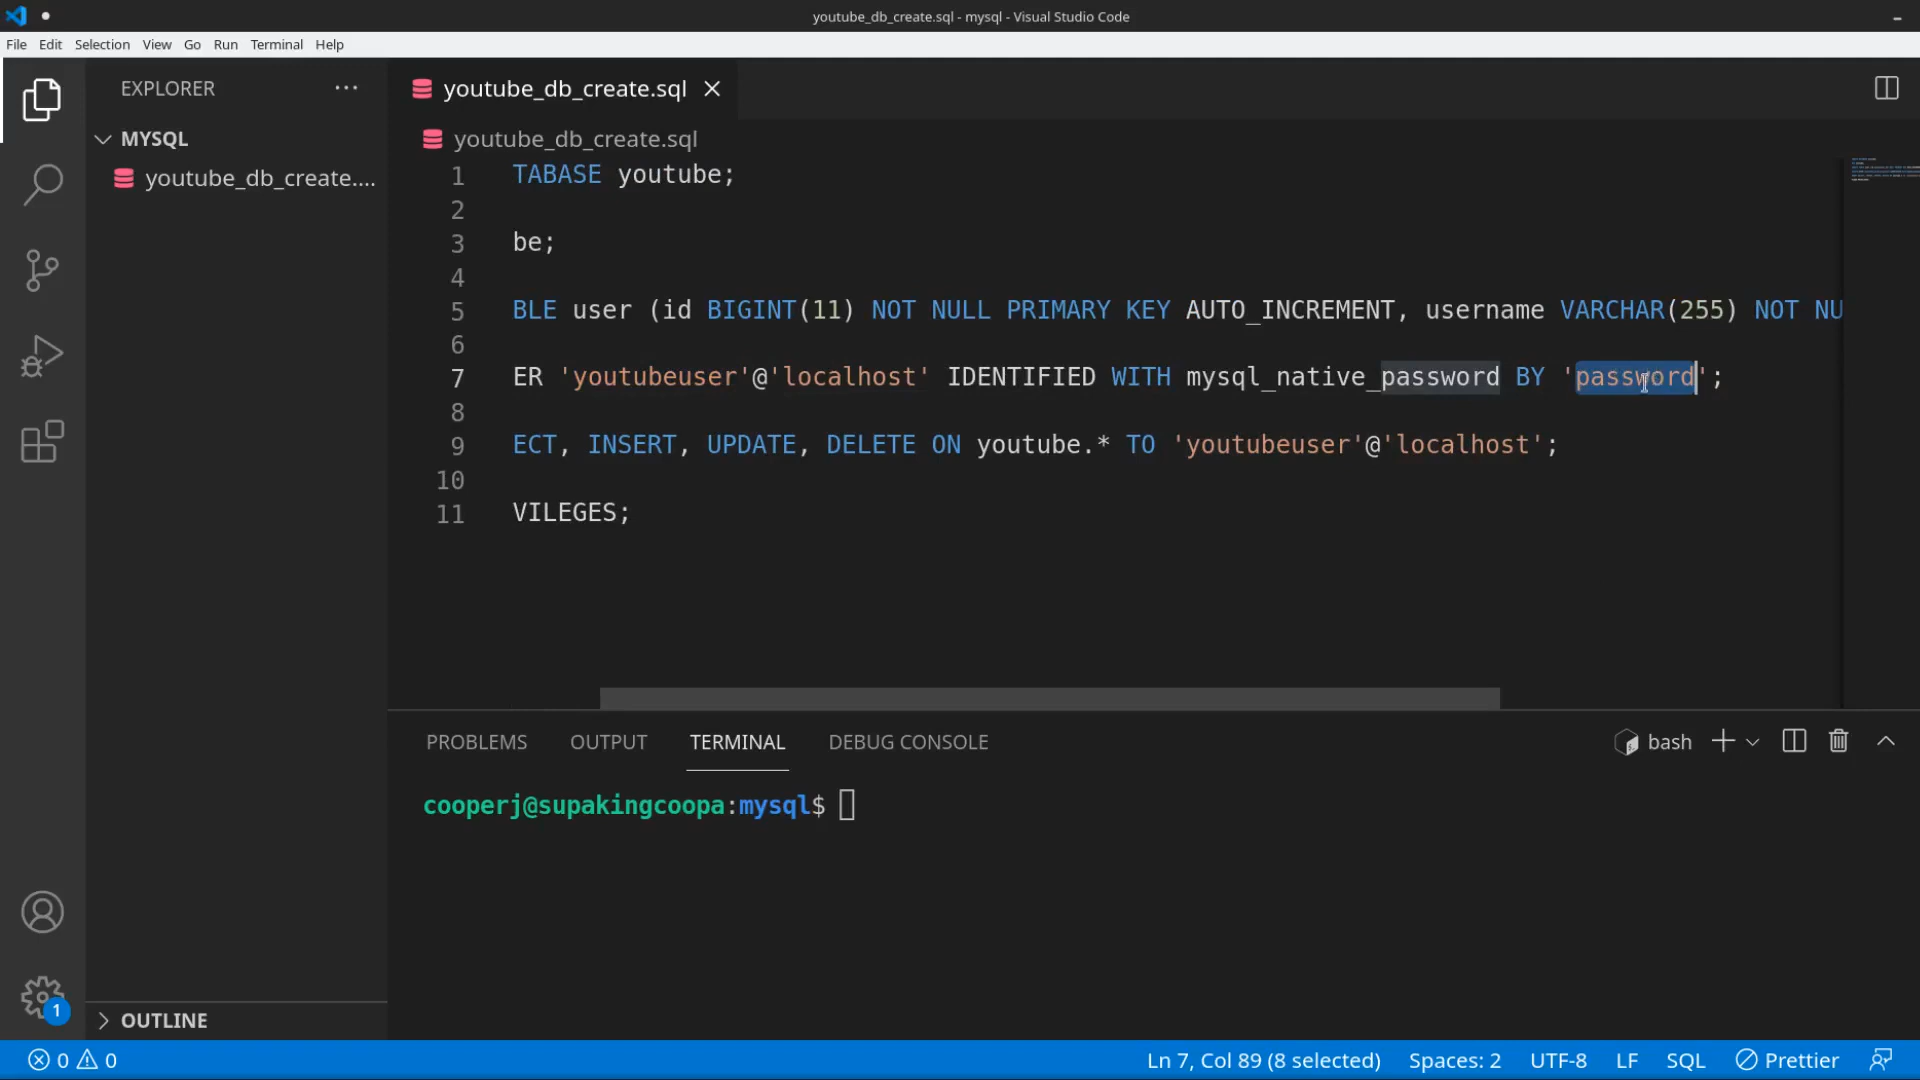 youtube_db_create.sql - mysql - Visual Studio Code
File Edit Selection View Go Run Terminal Help
EXPLORER
MYSQL
youtube_db_create....
youtube_db_create.sql
youtube_db_create.sql
1 TABASE youtube;
2
3 be;
4
5 BLE user (id BIGINT(11) NOT NULL PRIMARY KEY AUTO_INCREMENT, username VARCHAR(255) NOT NU
6
7 ER 'youtubeuser'@'localhost' IDENTIFIED WITH mysql_native_password BY 'password';
8
9 ECT, INSERT, UPDATE, DELETE ON youtube.* TO 'youtubeuser'@'localhost';
10
11 VILEGES;
PROBLEMS OUTPUT TERMINAL DEBUG CONSOLE
bash
cooperj@supakingcoopa:mysql$
1
OUTLINE
0 0 Ln 7, Col 89 (8 selected) Spaces: 2 UTF-8 LF SQL Prettier